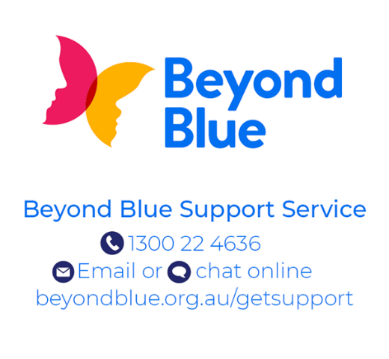 Beyond
Blue
Beyond Blue Support Service
1300 22 4636
Email or chat online
beyondblue.org.au/getsupport